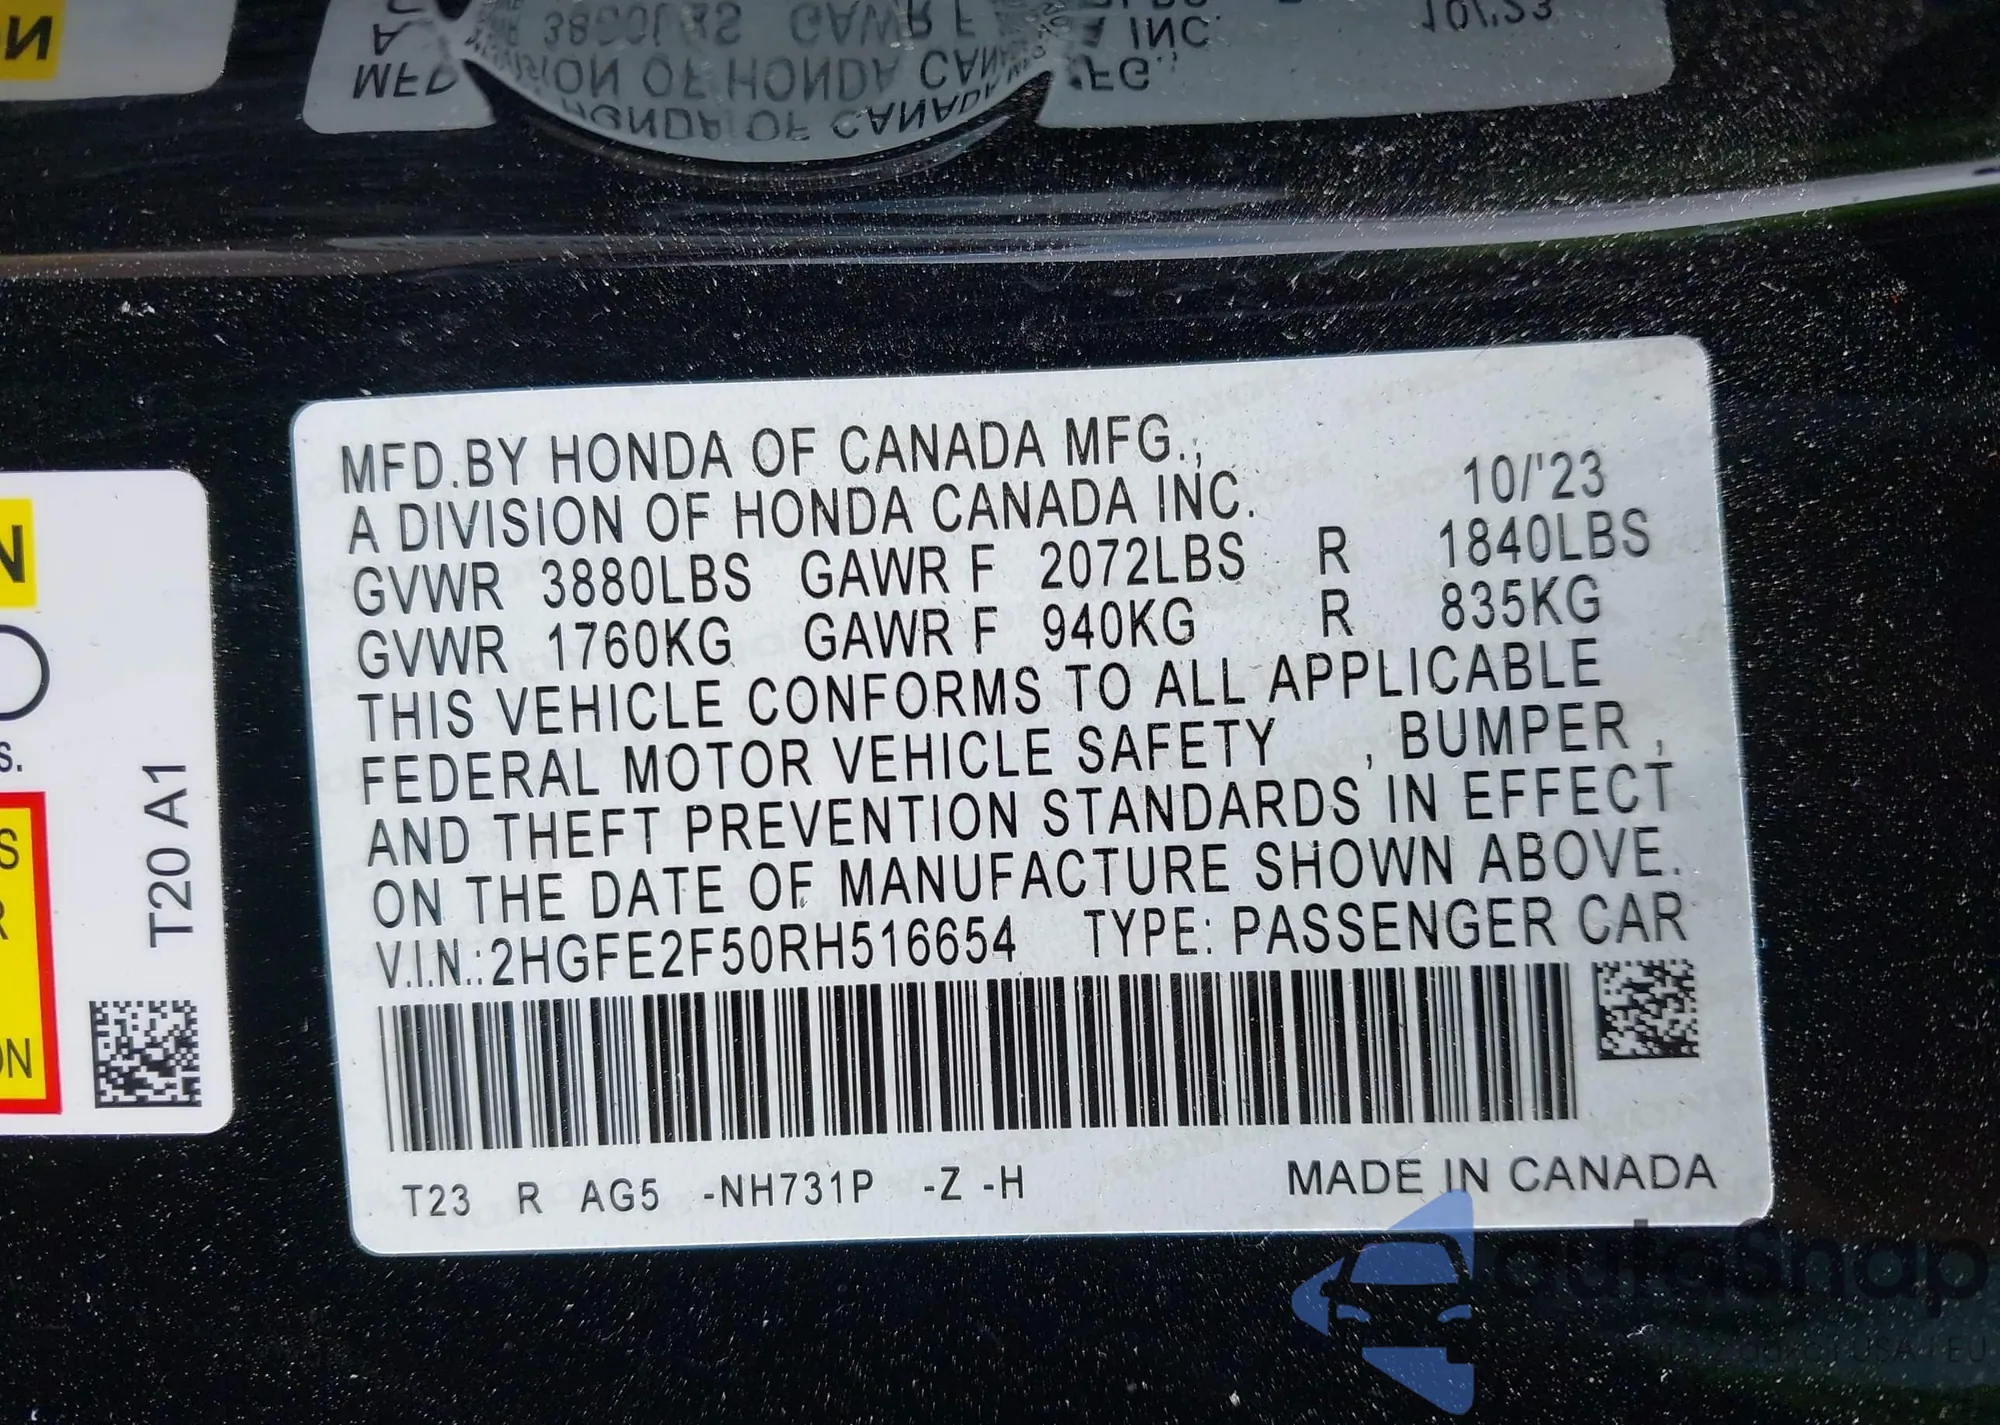 MFD.BY HONDA OF CANADA MFG.,
A DIVISION OF HONDA CANADA INC. 10/'23
GVWR 3880LBS GAWR F 2072LBS R 1840LBS
GVWR 1760KG GAWR F 940KG R 835KG
THIS VEHICLE CONFORMS TO ALL APPLICABLE
FEDERAL MOTOR VEHICLE SAFETY , BUMPER ,
AND THEFT PREVENTION STANDARDS IN EFFECT
ON THE DATE OF MANUFACTURE SHOWN ABOVE.
V.I.N.:2HGFE2F50RH516654 TYPE: PASSENGER CAR
T23 R AG5 -NH731P -Z -H MADE IN CANADA
T20 A1
autoSnap